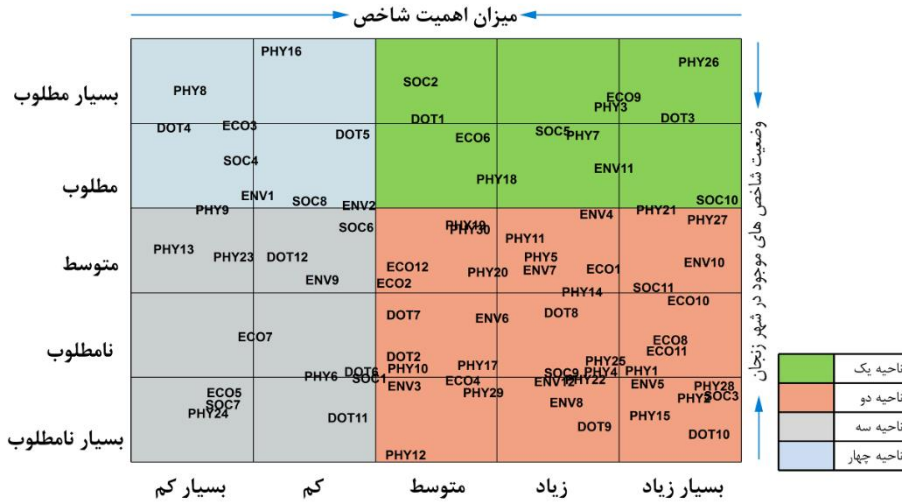 میزان اهمیت شاخص
بسیار مطلوب
مطلوب
متوسط
نامطلوب
بسیار نامطلوب
PHY16
PHY26
PHY8
SOC2
ECO9
PHY3
DOT1
DOT3
DOT4
ECO3
DOT5
ECO6
SOC5
PHY7
SOC4
ENV11
PHY18
ENV1
SOC8
ENV2
SOC10
PHY9
ENV4
PHY21
PHY27
SOC6
PHY19
PHY30
PHY11
PHY13
PHY23
DOT12
PHY5
ENV10
ECO12
PHY20
ENV7
ECO1
ENV9
ECO2
PHY14
SOC11
ECO10
DOT7
ENV6
DOT8
ECO7
ECO8
ECO11
DOT2
PHY10
PHY17
PHY25
PHY6
DOT6
SOC1
SOC9
PHY4
PHY1
ENV3
ECO4
ENV12
PHY22
ENV5
PHY28
ECO5
PHY29
SOC3
SOC7
ENV8
PHY24
DOT11
PHY15
DOT9
DOT10
PHY12
وضعیت شاخص های موجود در شهر زنجان
بسیار کم
کم
متوسط
زیاد
بسیار زیاد
ناحیه یک
ناحیه دو
ناحیه سه
ناحیه چهار